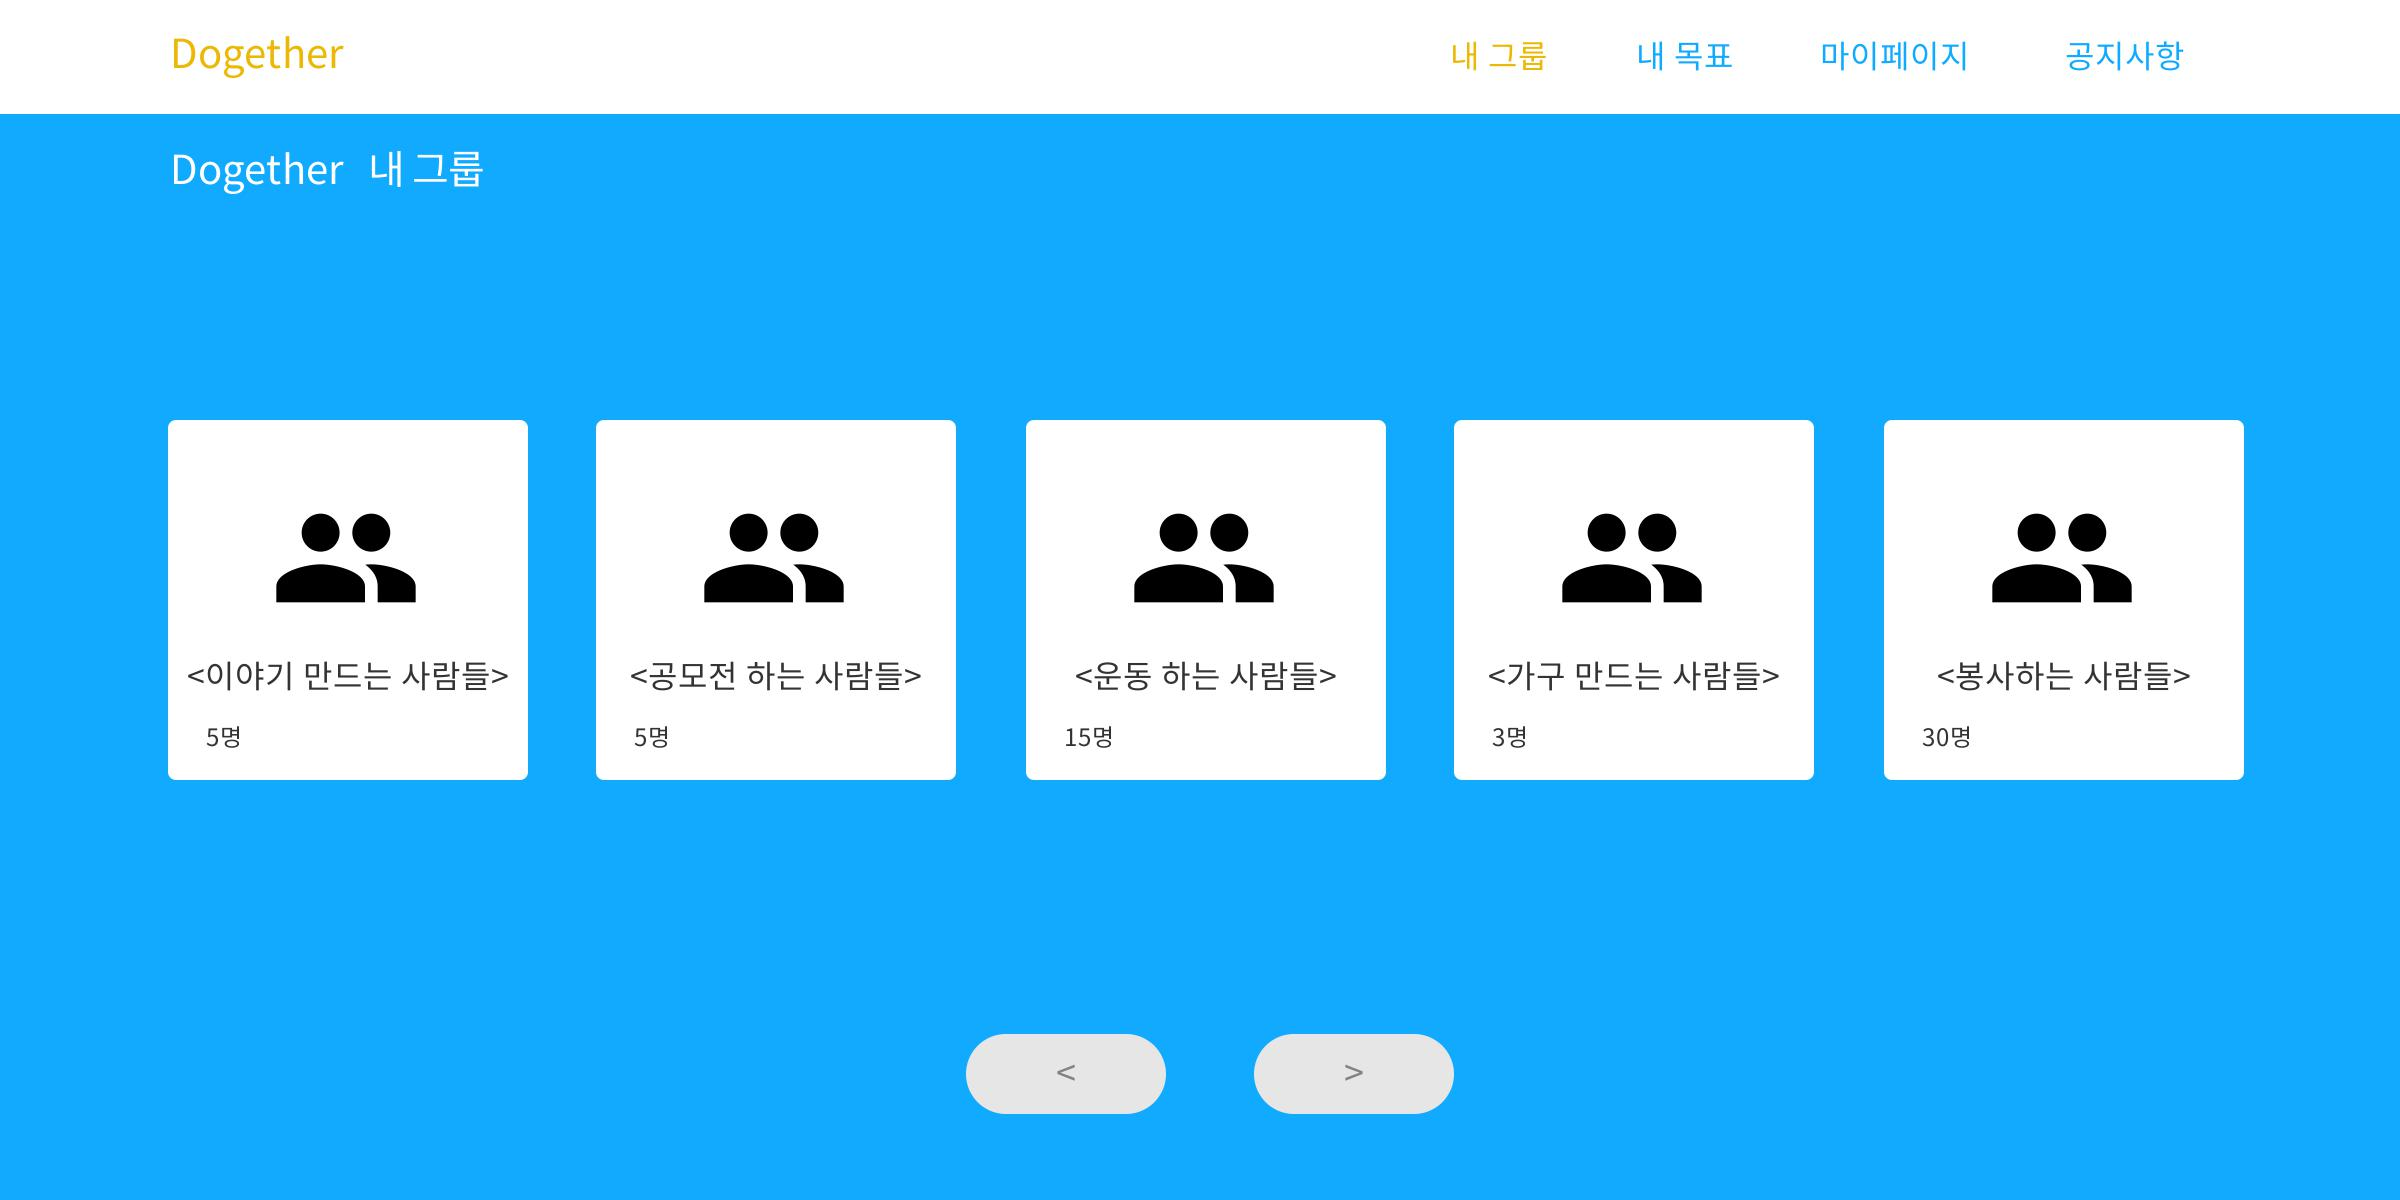 Dogether 내 그룹 내 목표 마이페이지 공지사항
Dogether 내 그룹
<이야기 만드는 사람들> <공모전 하는 사람들> <운동 하는 사람들> <가구 만드는 사람들> <봉사하는 사람들>
5명 5명 15명 3명 30명
< >